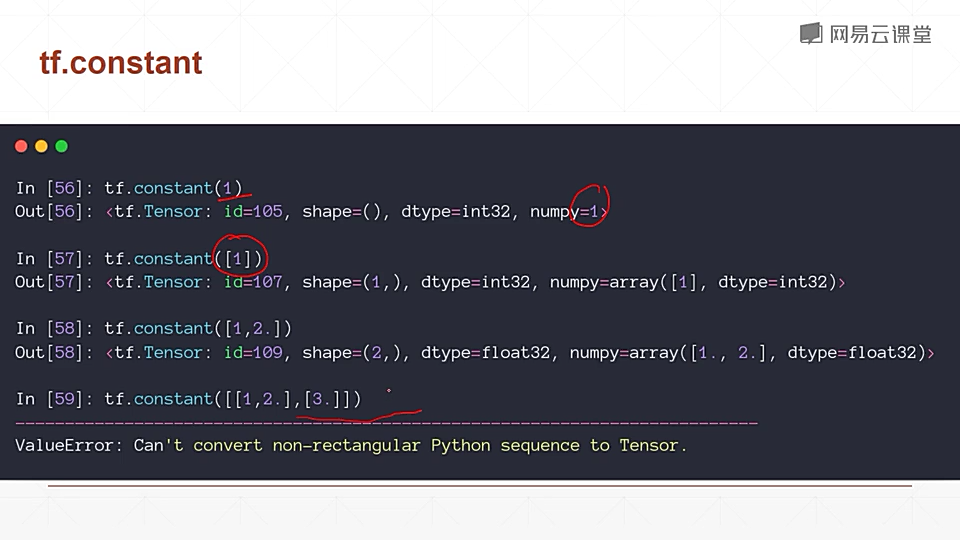 网易云课堂
tf.constant
In [56]: tf.constant(1)
Out[56]: <tf.Tensor: id=105, shape=(), dtype=int32, numpy=1>
In [57]: tf.constant([1])
Out[57]: <tf.Tensor: id=107, shape=(1,), dtype=int32, numpy=array([1], dtype=int32)>
In [58]: tf.constant([1,2.])
Out[58]: <tf.Tensor: id=109, shape=(2,), dtype=float32, numpy=array([1., 2.], dtype=float32)>
In [59]: tf.constant([[1,2.],[3.]])
---------------------------------------------------------------------------
ValueError: Can't convert non-rectangular Python sequence to Tensor.